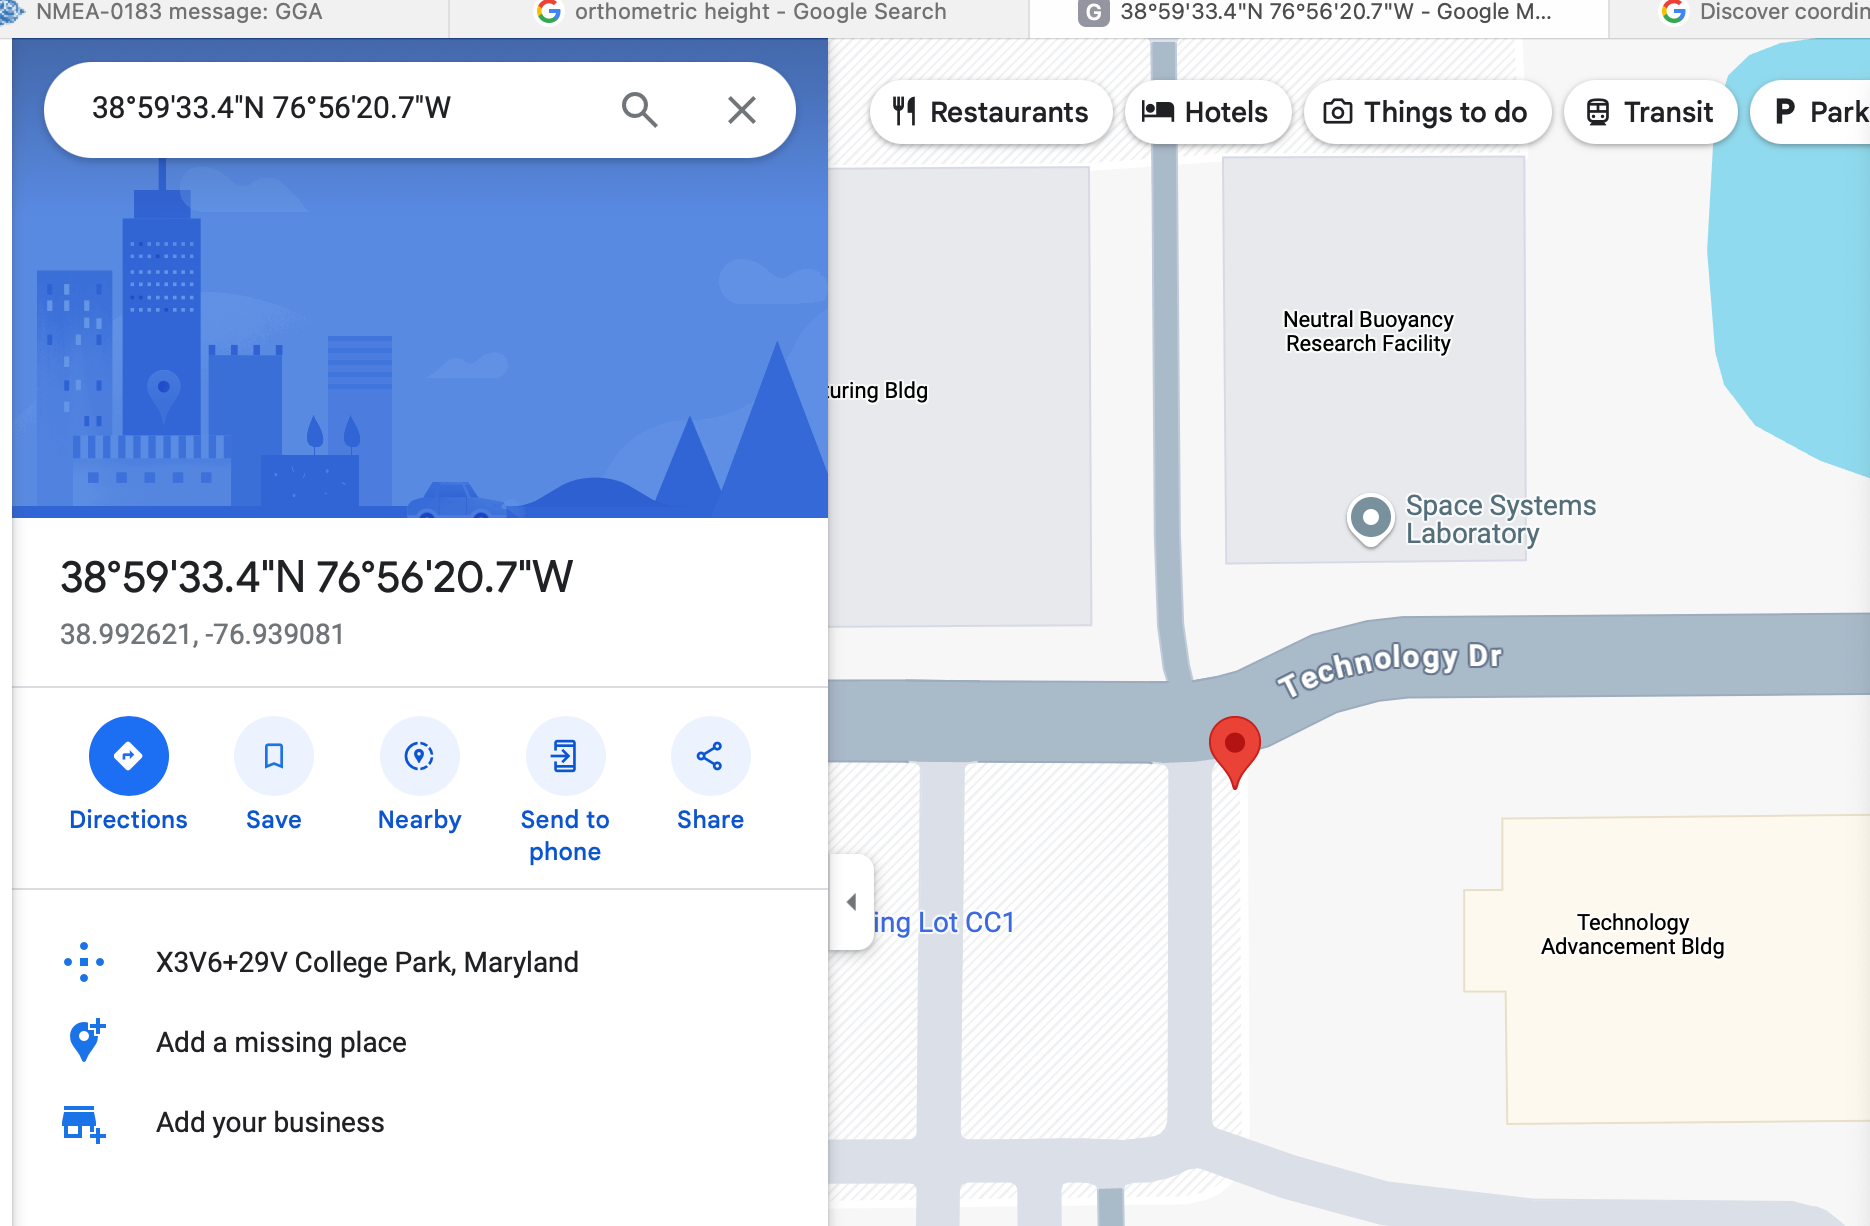 NMEA-0183 message: GGA
orthometric height - Google Search
38°59'33.4"N 76°56'20.7"W - Google M...
Discover coordin
38°59'33.4"N 76°56'20.7"W
Restaurants
Hotels
Things to do
Transit
P Park
Neutral Buoyancy
Research Facility
turing Bldg
Space Systems
Laboratory
38°59'33.4"N 76°56'20.7"W
38.992621, -76.939081
Technology Dr
Directions
Save
Nearby
Send to
phone
Share
ing Lot CC1
Technology
Advancement Bldg
X3V6+29V College Park, Maryland
Add a missing place
Add your business